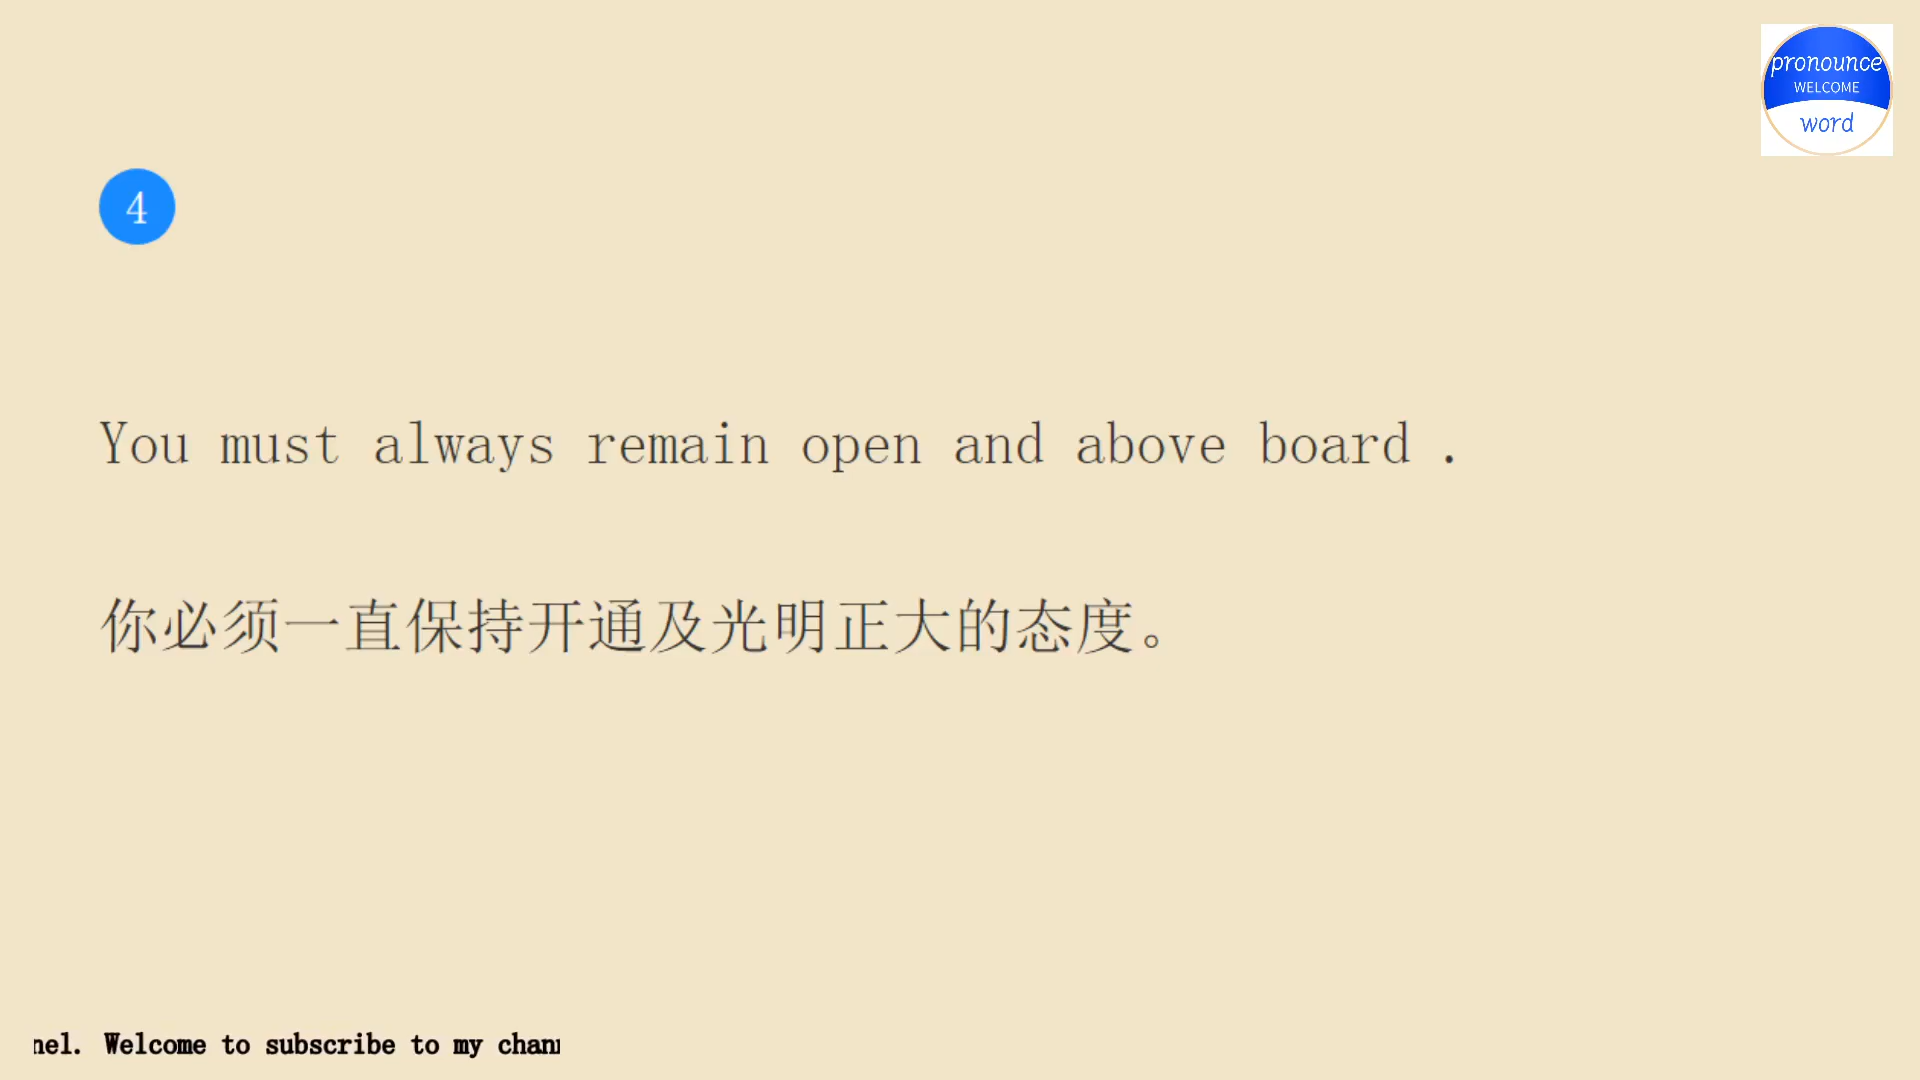 pronounce
WELCOME
word
4
You must always remain open and above board .
你必须一直保持开通及光明正大的态度。
nel. Welcome to subscribe to my chann